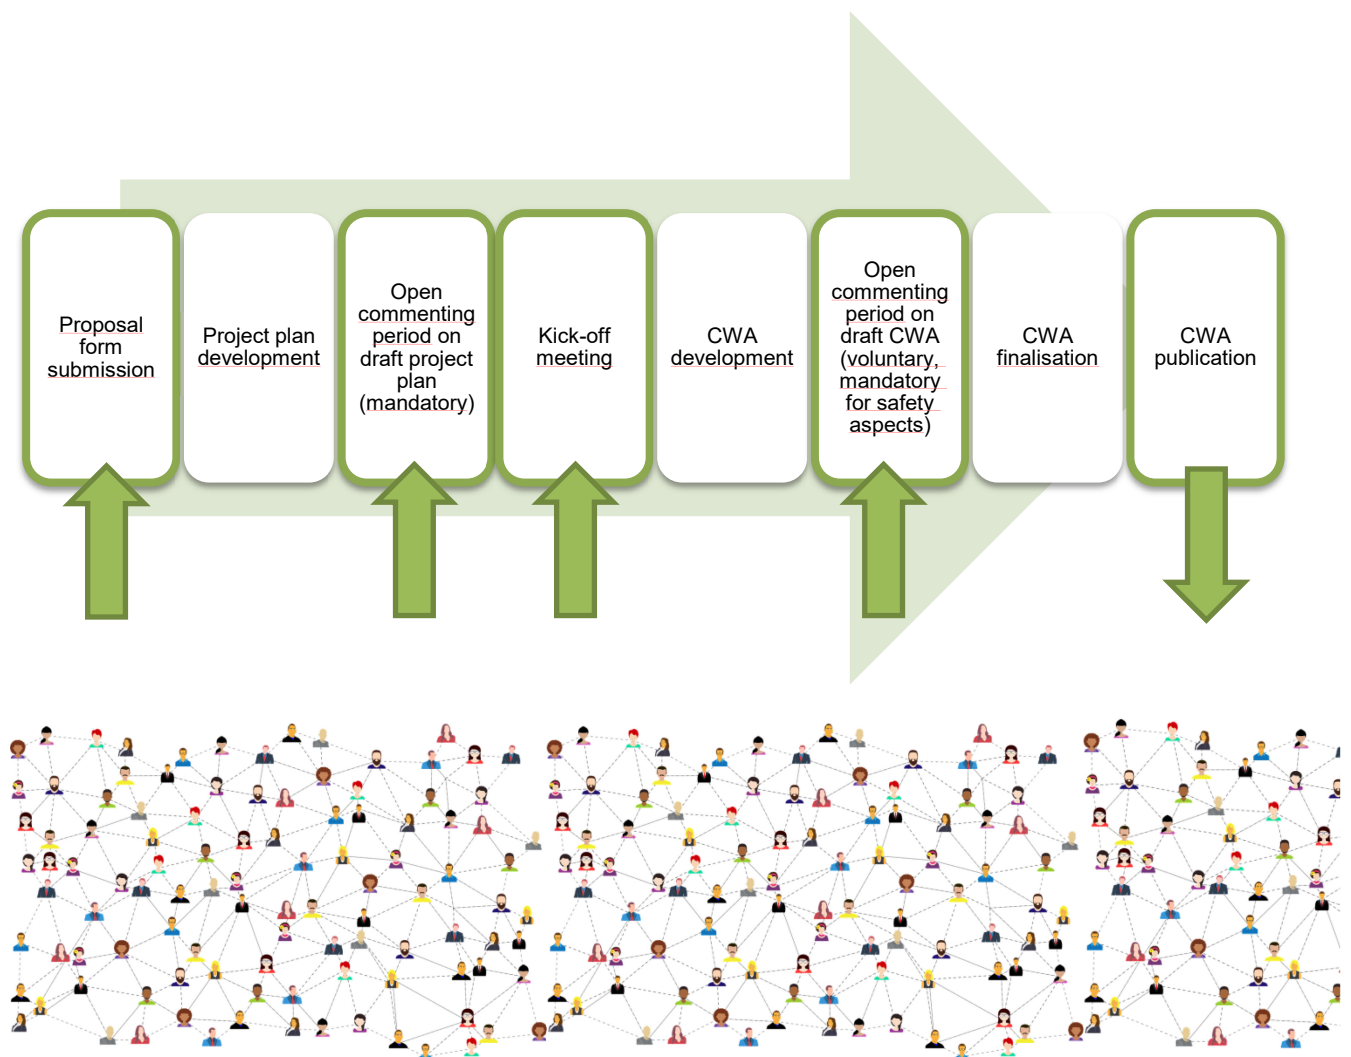 Proposal
form
submission
Project plan
development
Open
commenting
period on
draft project
plan
(mandatory)
Kick-off
meeting
CWA
development
Open
commenting
period on
draft CWA
(voluntary,
mandatory
for safety
aspects)
CWA
finalisation
CWA
publication